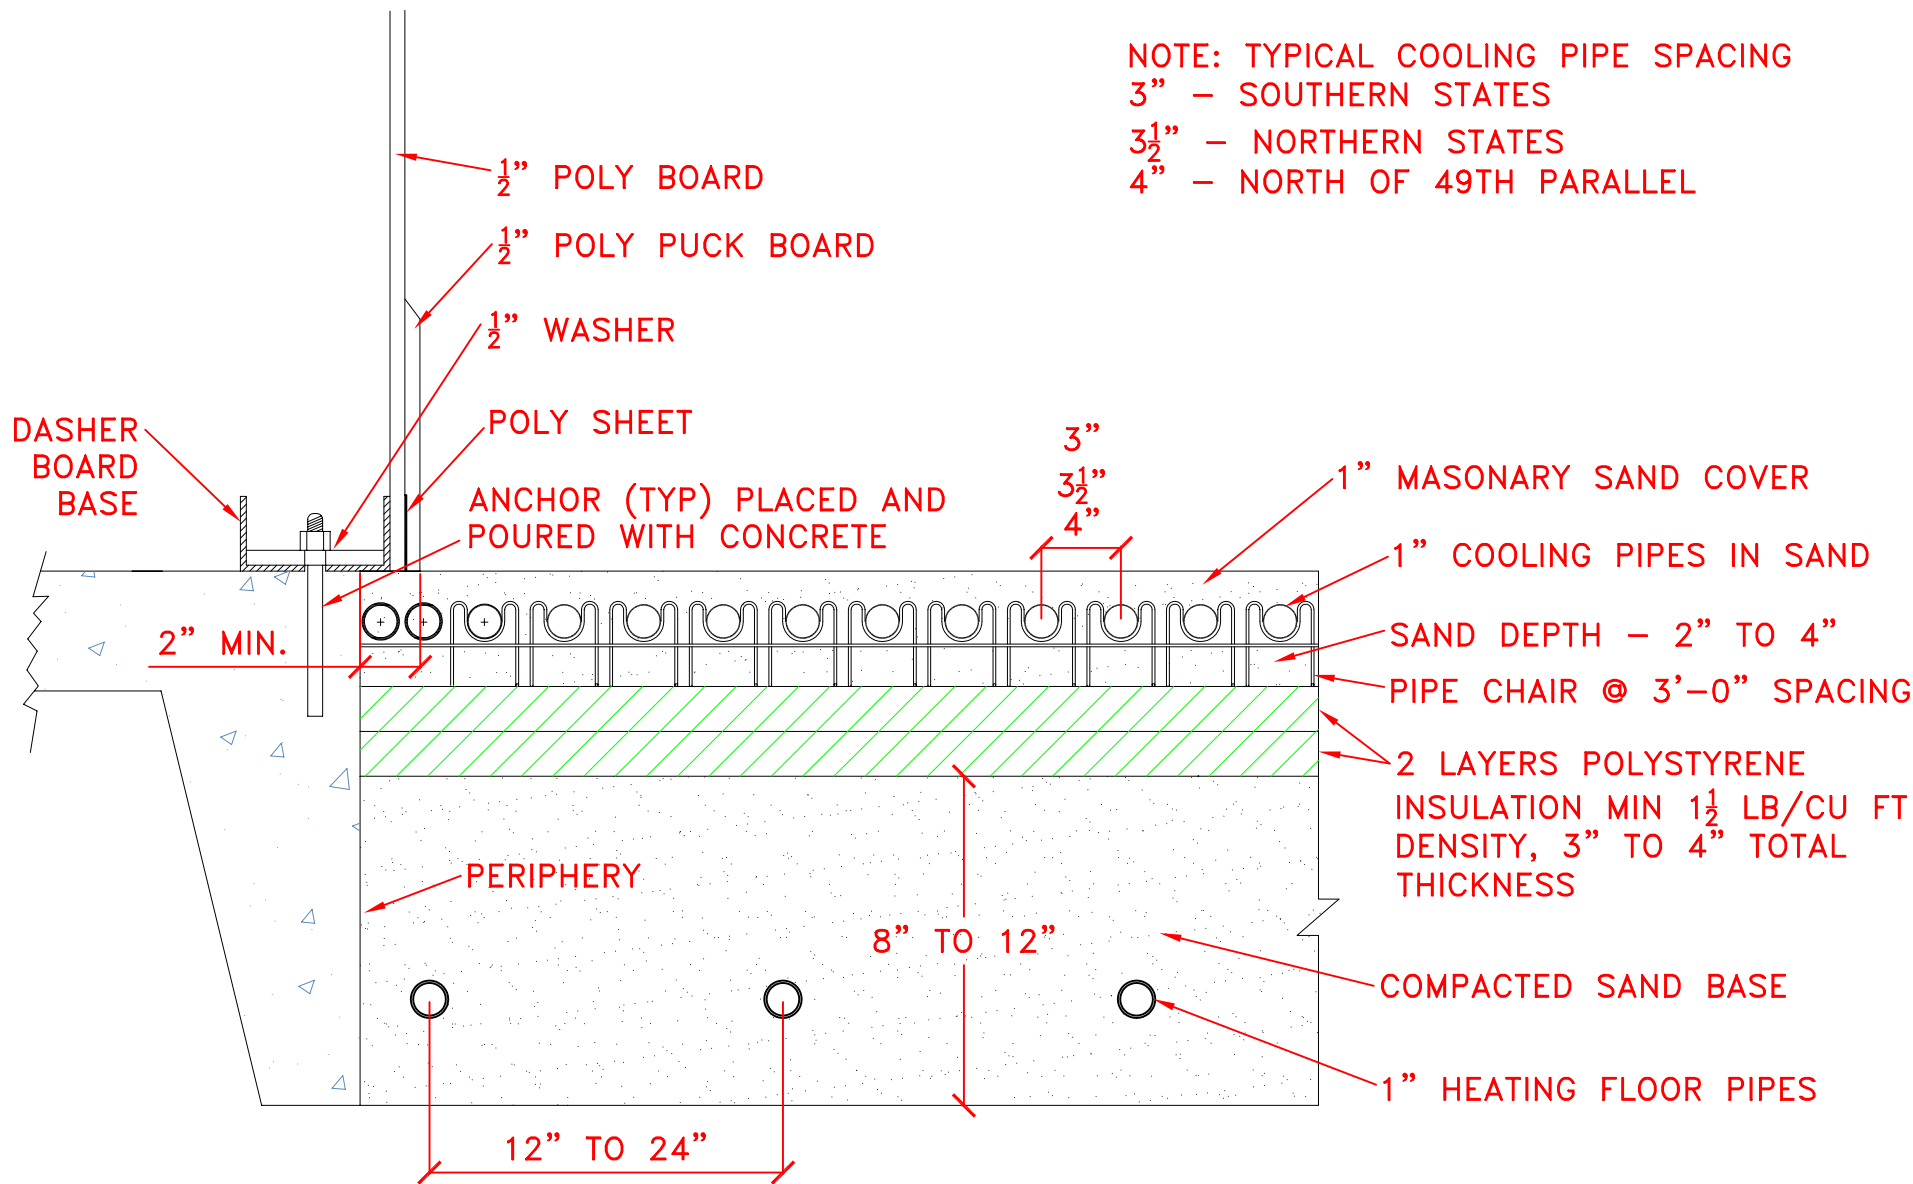 NOTE: TYPICAL COOLING PIPE SPACING
3” – SOUTHERN STATES
3½” – NORTHERN STATES
4” – NORTH OF 49TH PARALLEL
½” POLY BOARD
½” POLY PUCK BOARD
½” WASHER
POLY SHEET
DASHER
BOARD
BASE
ANCHOR (TYP) PLACED AND
POURED WITH CONCRETE
2” MIN.
3”
3½”
4”
1” MASONARY SAND COVER
1” COOLING PIPES IN SAND
SAND DEPTH – 2” TO 4”
PIPE CHAIR @ 3’–0” SPACING
2 LAYERS POLYSTYRENE
INSULATION MIN 1½ LB/CU FT
DENSITY, 3” TO 4” TOTAL
THICKNESS
PERIPHERY
8” TO 12”
COMPACTED SAND BASE
1” HEATING FLOOR PIPES
12” TO 24”